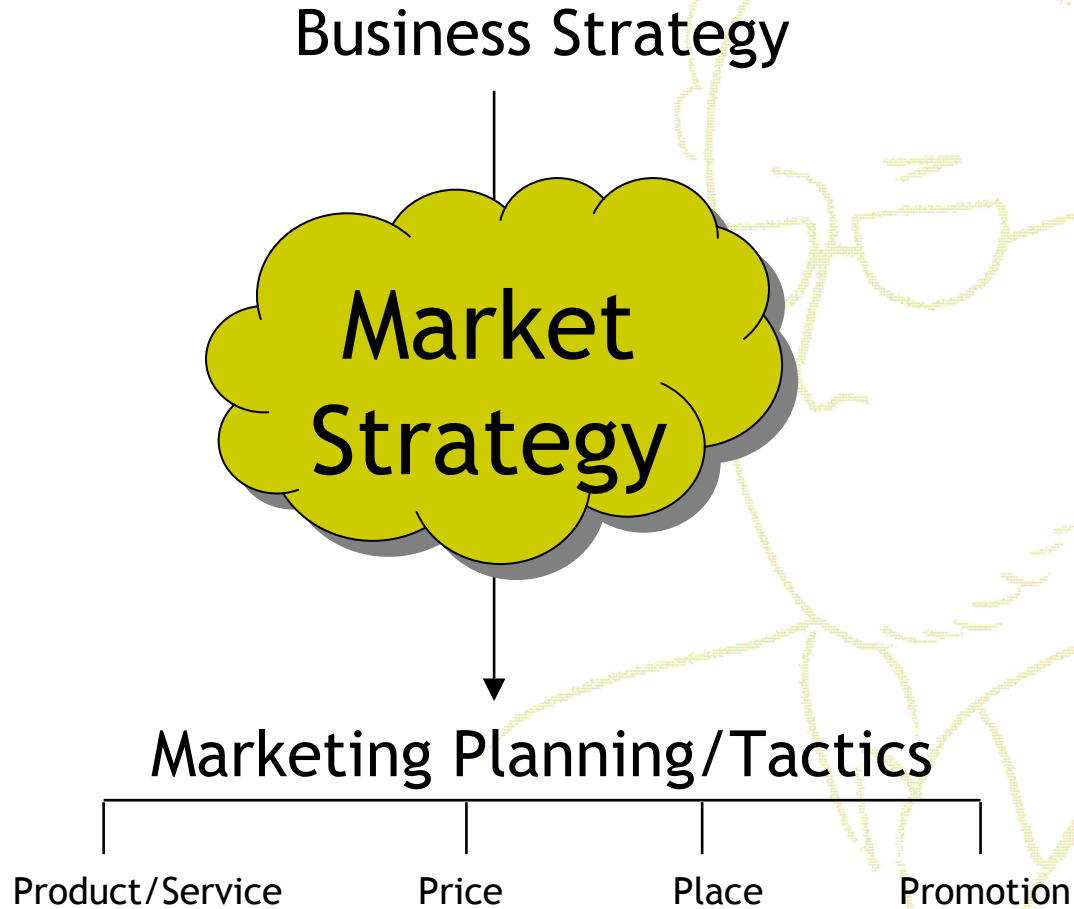 Business Strategy
Market
Strategy
Marketing Planning/Tactics
Product/Service Price Place Promotion